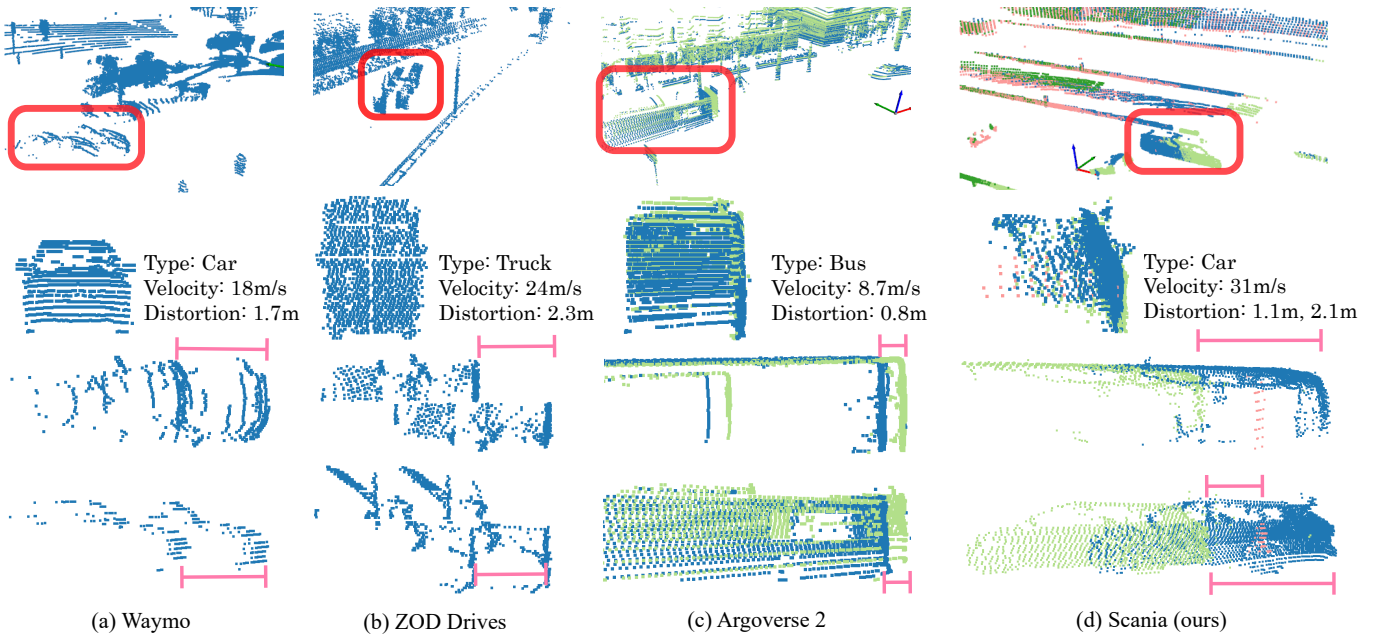 Type: Car
Velocity: 18m/s
Distortion: 1.7m
Type: Truck
Velocity: 24m/s
Distortion: 2.3m
Type: Bus
Velocity: 8.7m/s
Distortion: 0.8m
Type: Car
Velocity: 31m/s
Distortion: 1.1m, 2.1m
(a) Waymo
(b) ZOD Drives
(c) Argoverse 2
(d) Scania (ours)